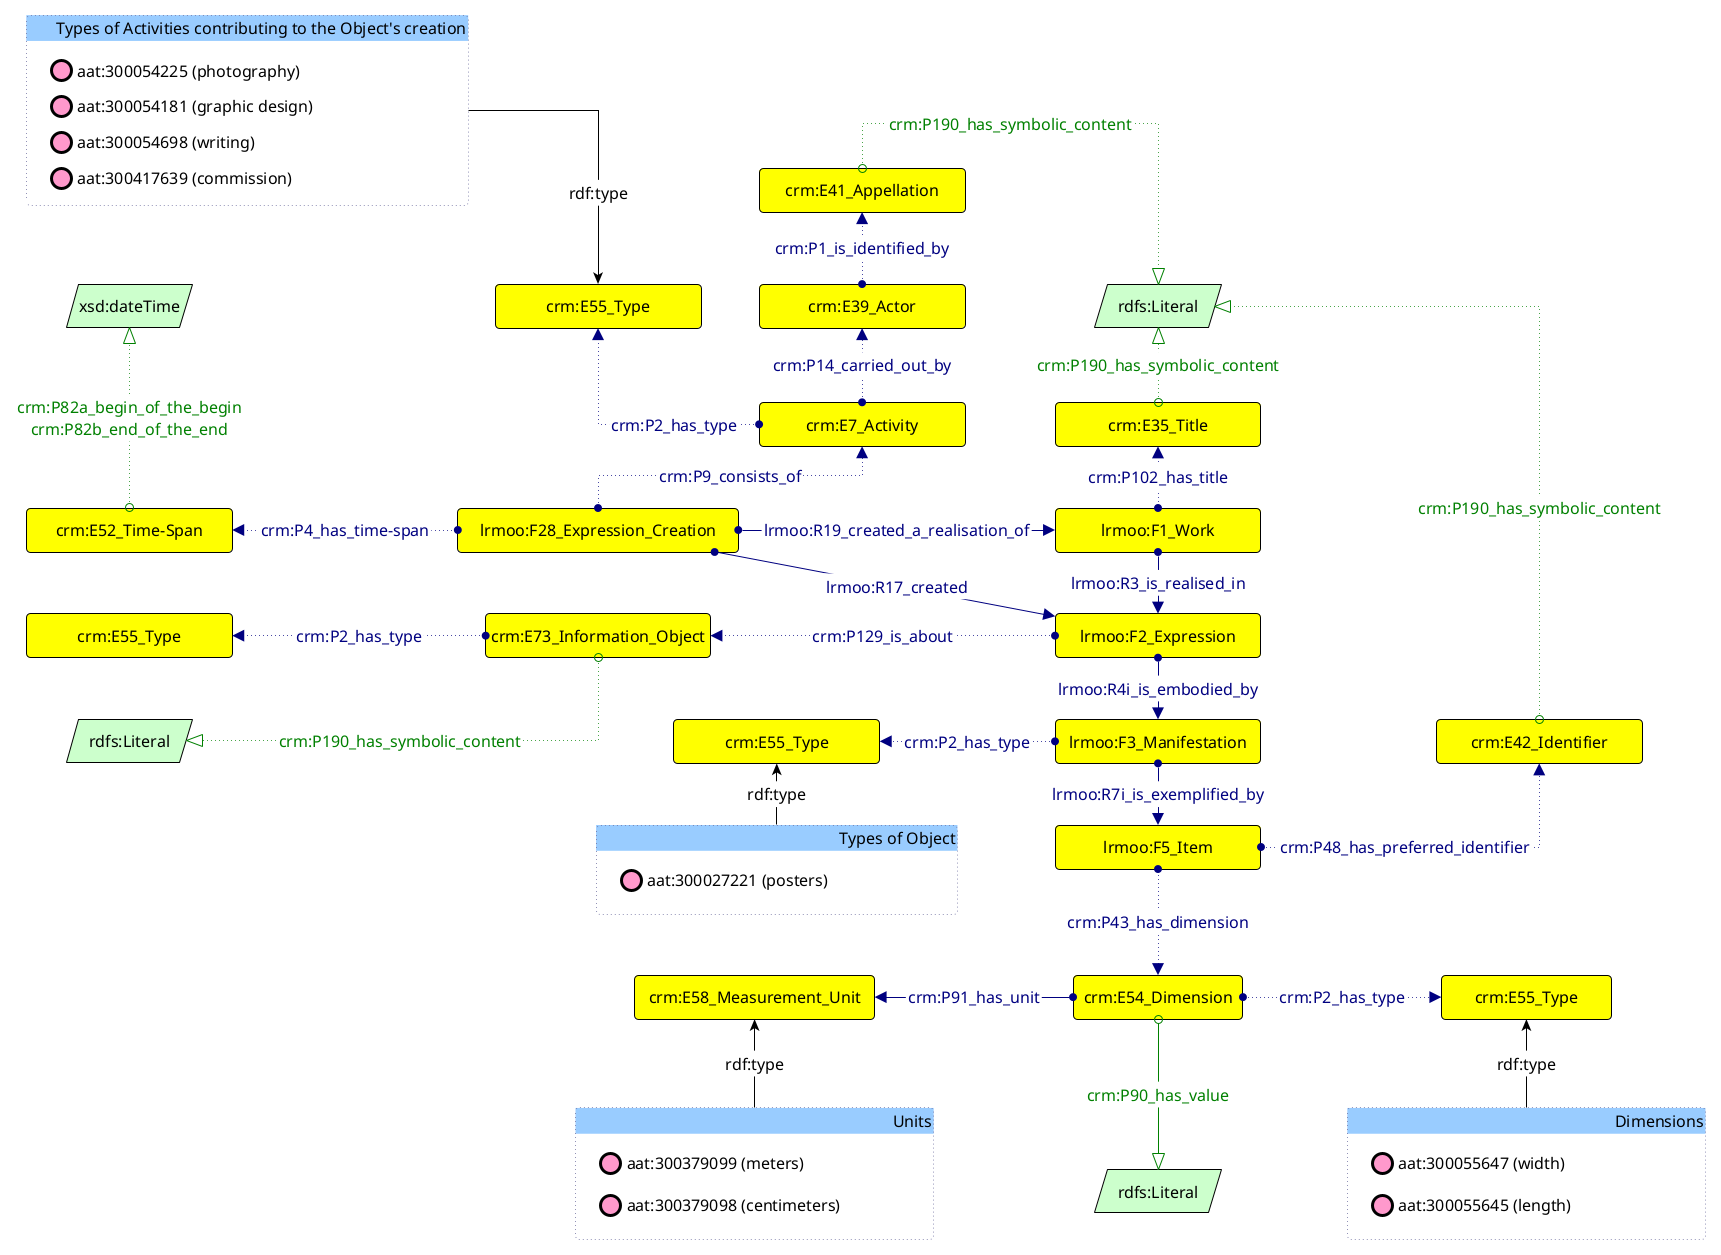 Types of Activities contributing to the Object's creation
aat:300054225 (photography)
aat:300054181 (graphic design)
aat:300054698 (writing)
aat:300417639 (commission)
rdf:type
crm:P190_has_symbolic_content
crm:E41_Appellation
crm:P1_is_identified_by
xsd:dateTime
crm:E55_Type
crm:E39_Actor
rdfs:Literal
crm:P14_carried_out_by
crm:P190_has_symbolic_content
crm:P82a_begin_of_the_begin
crm:P82b_end_of_the_end
crm:P2_has_type
crm:E7_Activity
crm:E35_Title
crm:P9_consists_of
crm:P102_has_title
crm:P190_has_symbolic_content
crm:E52_Time-Span
crm:P4_has_time-span
lrmoo:F28_Expression_Creation
lrmoo:R19_created_a_realisation_of
lrmoo:F1_Work
lrmoo:R17_created
lrmoo:R3_is_realised_in
crm:E55_Type
crm:P2_has_type
crm:E73_Information_Object
crm:P129_is_about
lrmoo:F2_Expression
lrmoo:R4i_is_embodied_by
rdfs:Literal
crm:P190_has_symbolic_content
crm:E55_Type
crm:P2_has_type
lrmoo:F3_Manifestation
crm:E42_Identifier
rdf:type
lrmoo:R7i_is_exemplified_by
Types of Object
aat:300027221 (posters)
lrmoo:F5_Item
crm:P48_has_preferred_identifier
crm:P43_has_dimension
crm:E58_Measurement_Unit
crm:P91_has_unit
crm:E54_Dimension
crm:P2_has_type
crm:E55_Type
rdf:type
crm:P90_has_value
rdf:type
Units
aat:300379099 (meters)
aat:300379098 (centimeters)
rdfs:Literal
Dimensions
aat:300055647 (width)
aat:300055645 (length)